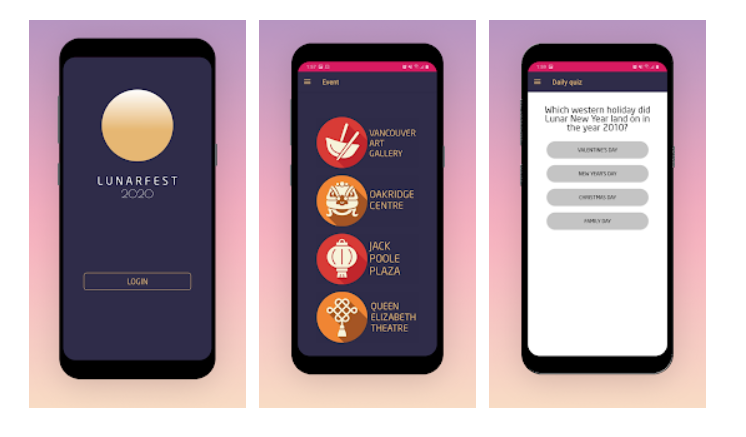 LUNARFEST
2020
LOGIN
1:57
Event
VANCOUVER
ART
GALLERY
OAKRIDGE
CENTRE
JACK
POOLE
PLAZA
QUEEN
ELIZABETH
THEATRE
Daily quiz
Which western holiday did
Lunar New Year land on in
the year 2010?
VALENTINE'S DAY
NEW YEAR'S DAY
CHRISTMAS DAY
FAMILY DAY